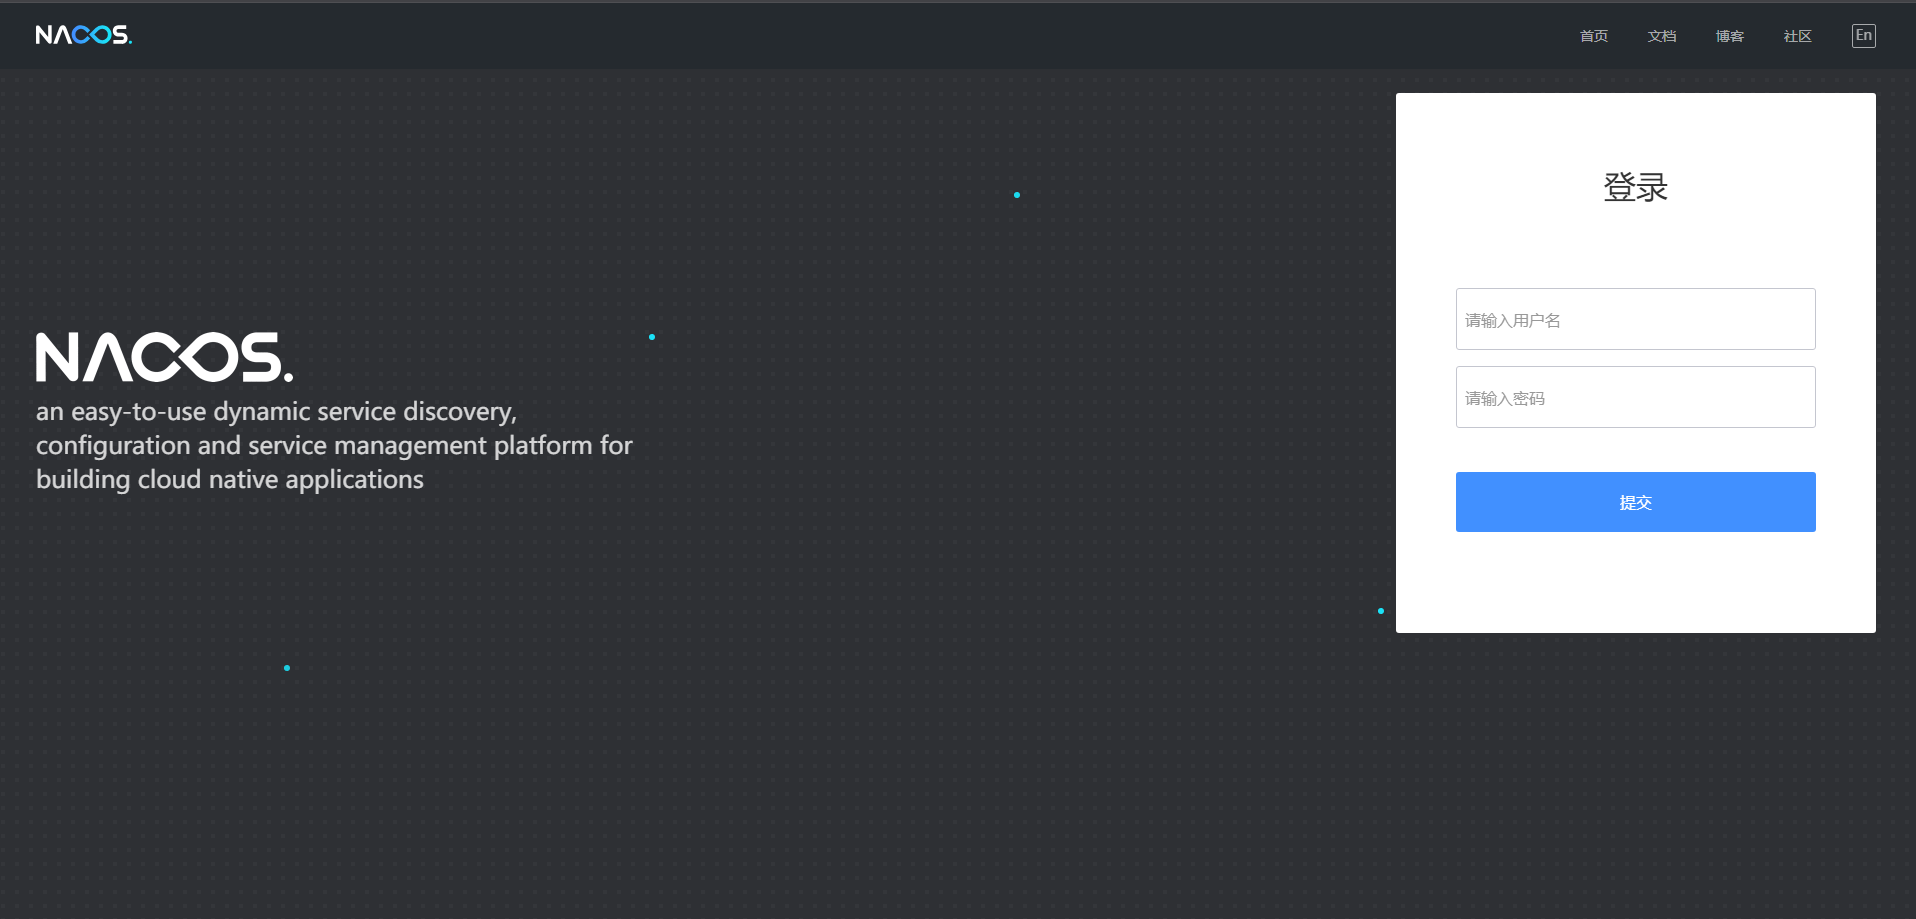 NACOS.
首页
文档
博客
社区
En
NACOS.
an easy-to-use dynamic service discovery,
configuration and service management platform for
building cloud native applications
登录
请输入用户名
请输入密码
提交